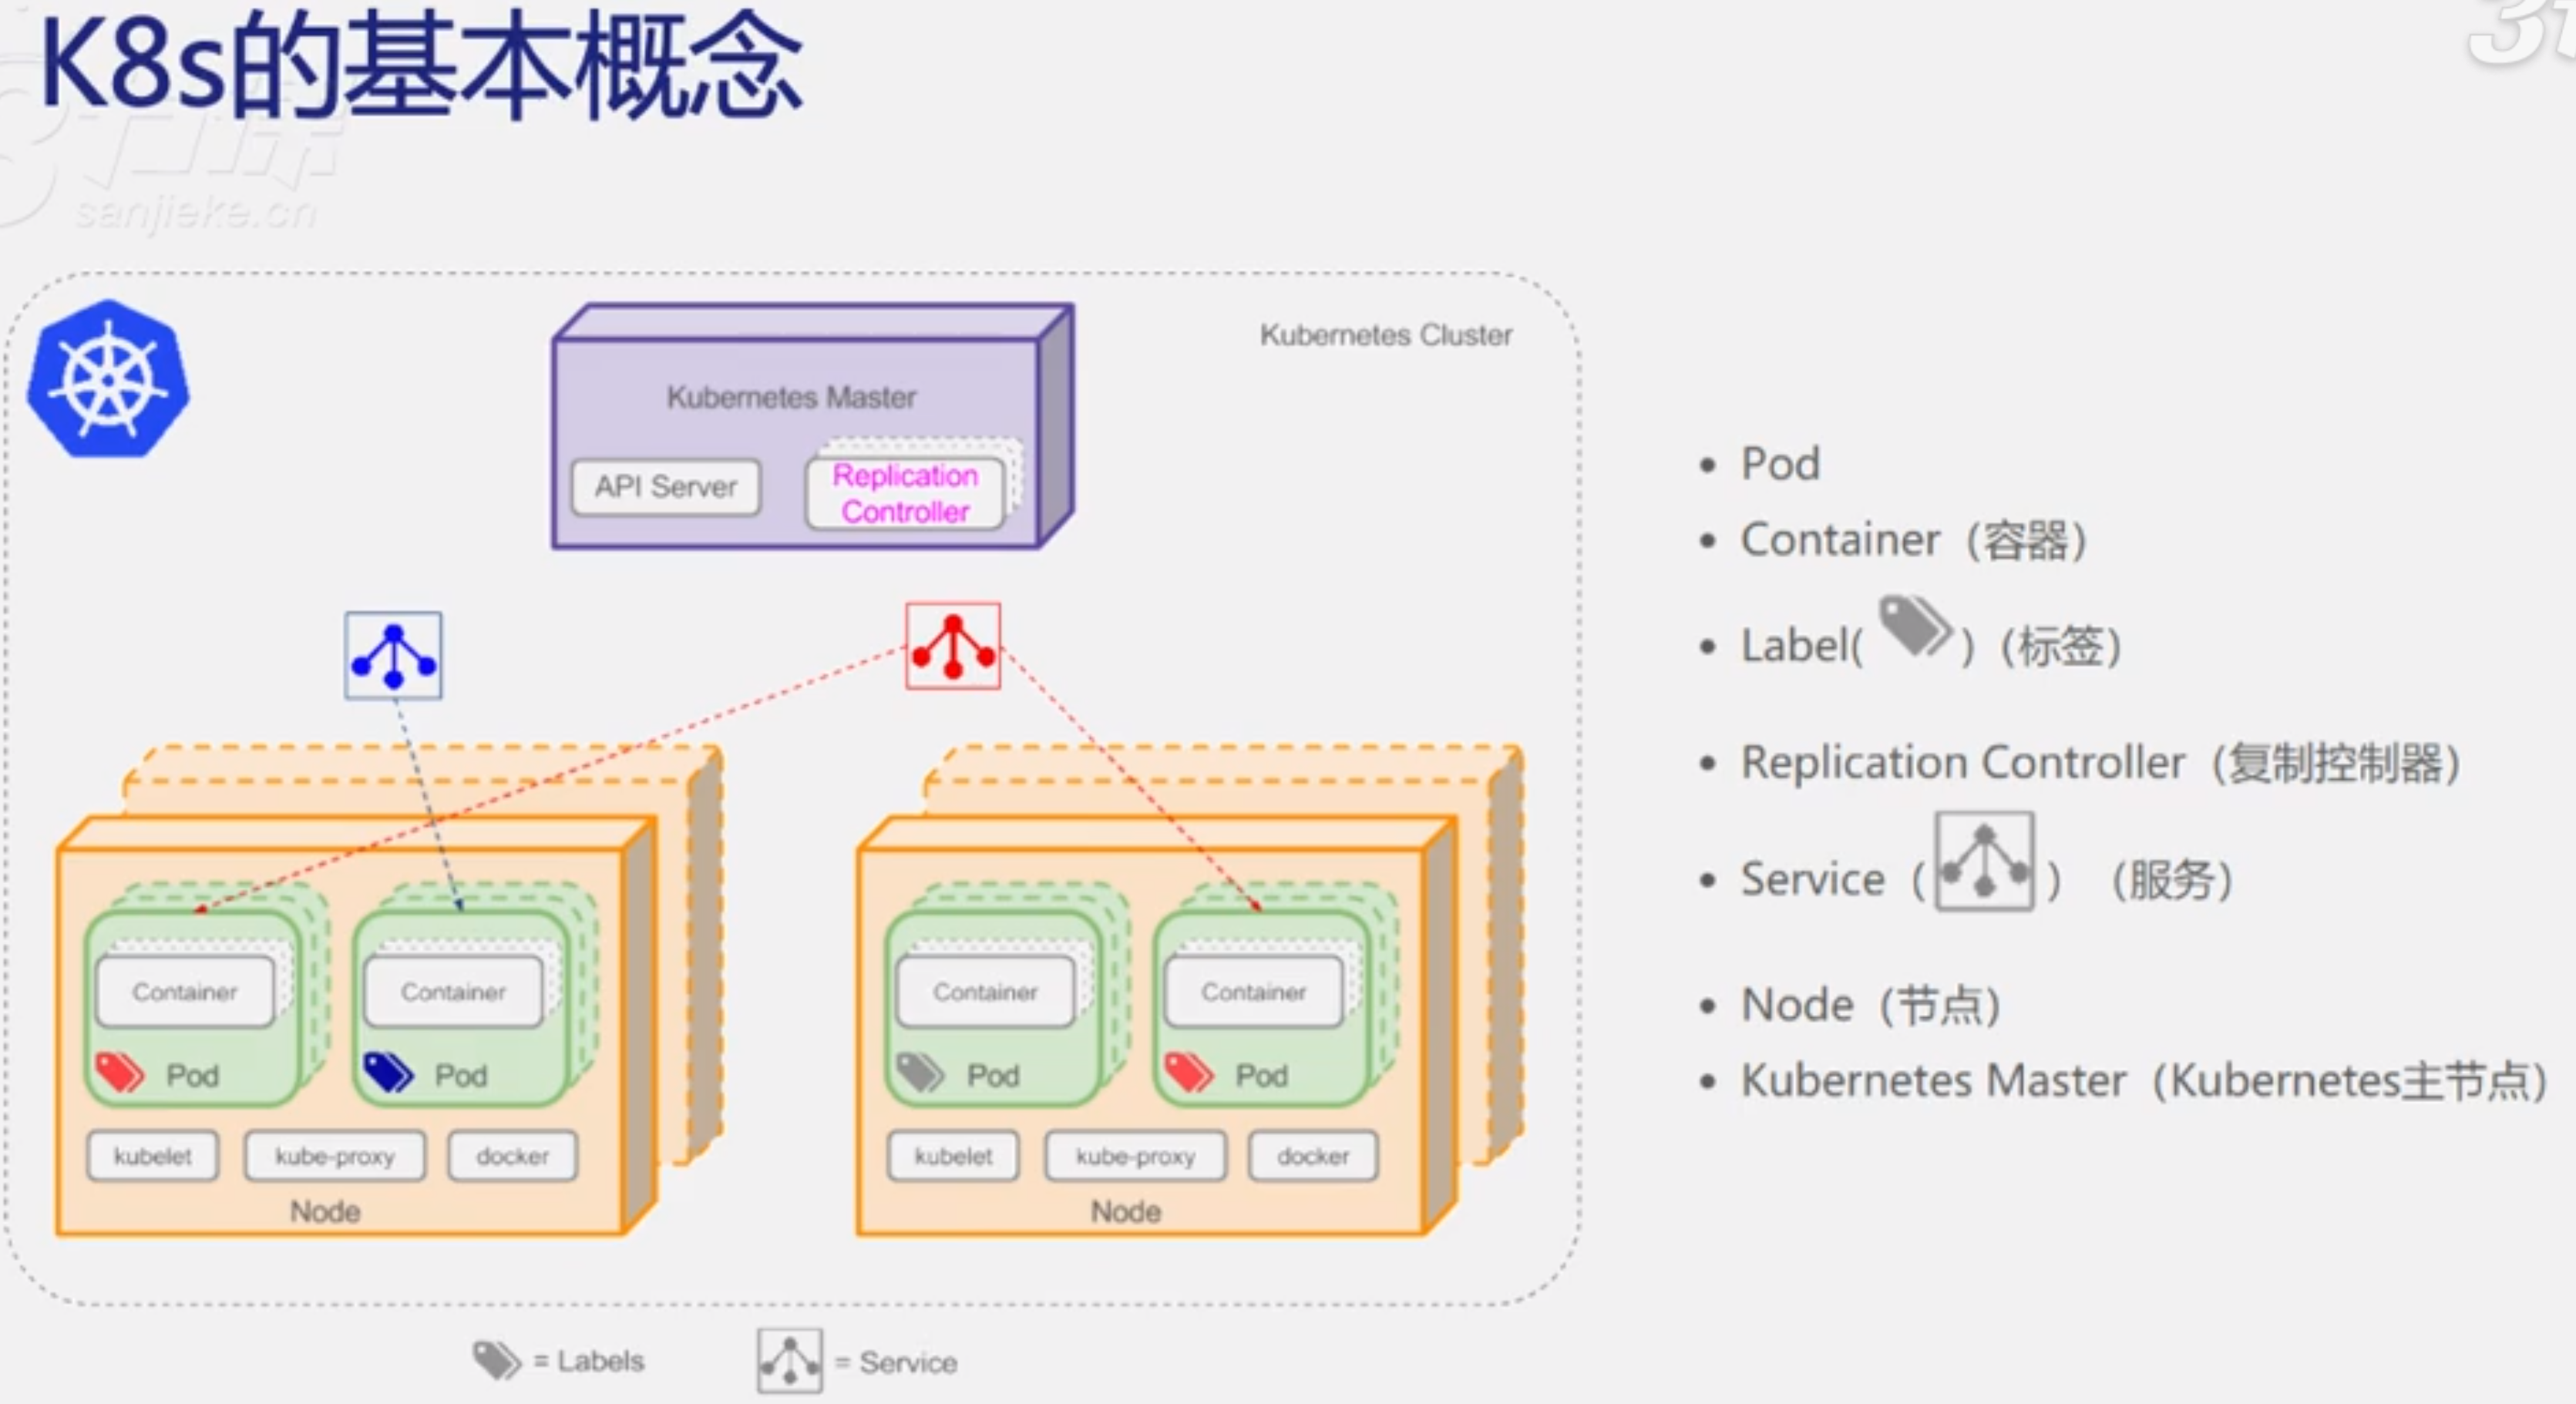 K8s的基本概念
sanjieke.cn
Kubernetes Cluster
Kubernetes Master
API Server
Replication
Controller
Container
Container
Pod
Pod
kubelet
kube-proxy
docker
Node
Container
Container
Pod
Pod
kubelet
kube-proxy
docker
Node
= Labels
= Service
• Pod
• Container（容器）
• Label( )（标签）
• Replication Controller（复制控制器）
• Service（ ）（服务）
• Node（节点）
• Kubernetes Master（Kubernetes主节点）